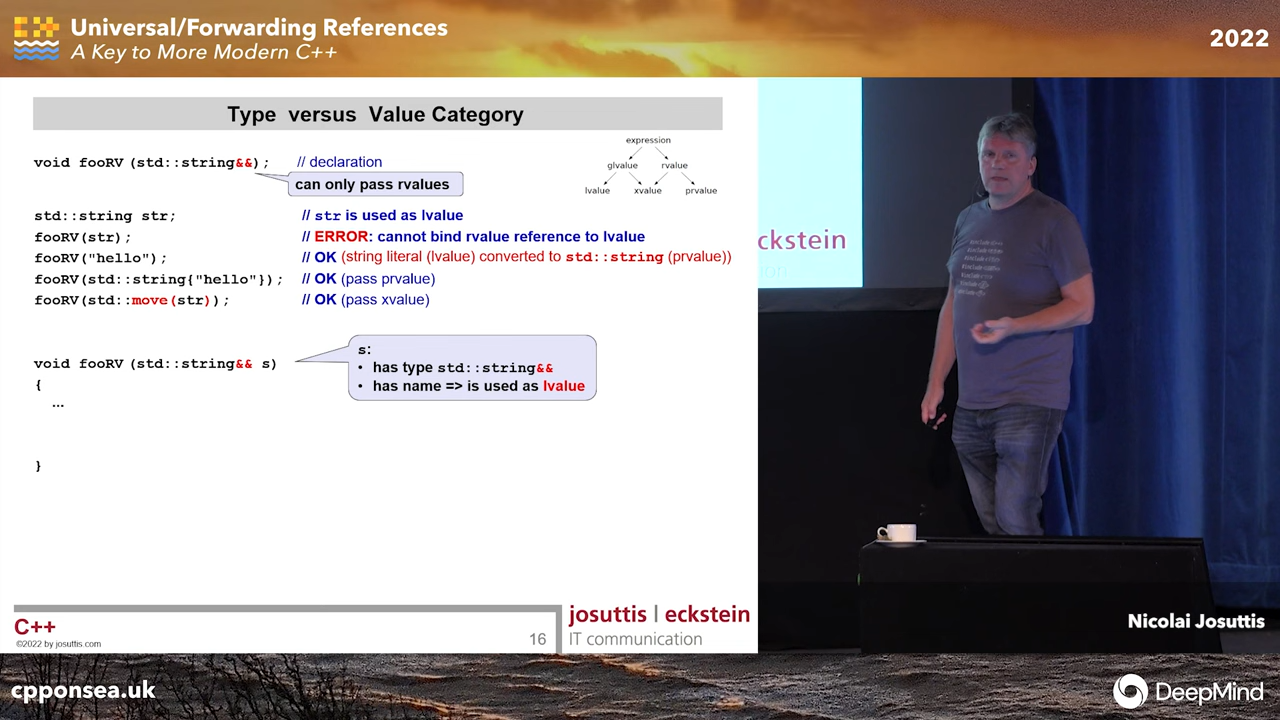 Universal/Forwarding References
A Key to More Modern C++
2022
Type versus Value Category
void fooRV (std::string&&); // declaration
can only pass rvalues
expression
glvalue rvalue
lvalue xvalue prvalue
std::string str; // str is used as lvalue
fooRV(str); // ERROR: cannot bind rvalue reference to lvalue
fooRV("hello"); // OK (string literal (lvalue) converted to std::string (prvalue))
fooRV(std::string{"hello"}); // OK (pass prvalue)
fooRV(std::move(str)); // OK (pass xvalue)
void fooRV (std::string&& s)
{
...
}
s:
• has type std::string&&
• has name => is used as lvalue
C++
©2022 by josuttis.com
16
josuttis | eckstein
IT communication
ckstein
Nicolai Josuttis
cpponsea.uk
DeepMind